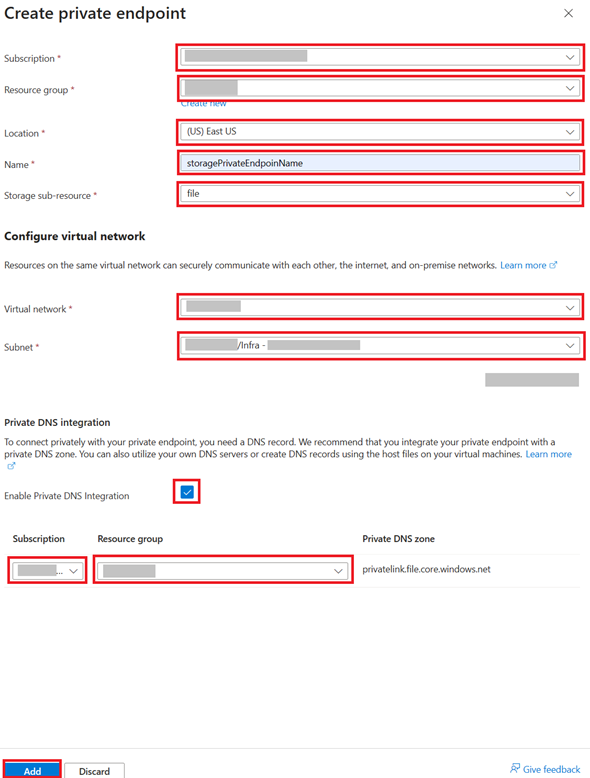 Create private endpoint
Subscription *
Resource group *
Create new
Location *
(US) East US
Name *
storagePrivateEndpoinName
Storage sub-resource *
file
Configure virtual network
Resources on the same virtual network can securely communicate with each other, the internet, and on-premise networks. Learn more
Virtual network *
Subnet *
/Infra -
Private DNS integration
To connect privately with your private endpoint, you need a DNS record. We recommend that you integrate your private endpoint with a
private DNS zone. You can also utilize your own DNS servers or create DNS records using the host files on your virtual machines. Learn more
Enable Private DNS Integration
Subscription Resource group Private DNS zone
... privatelink.file.core.windows.net
Add Discard Give feedback